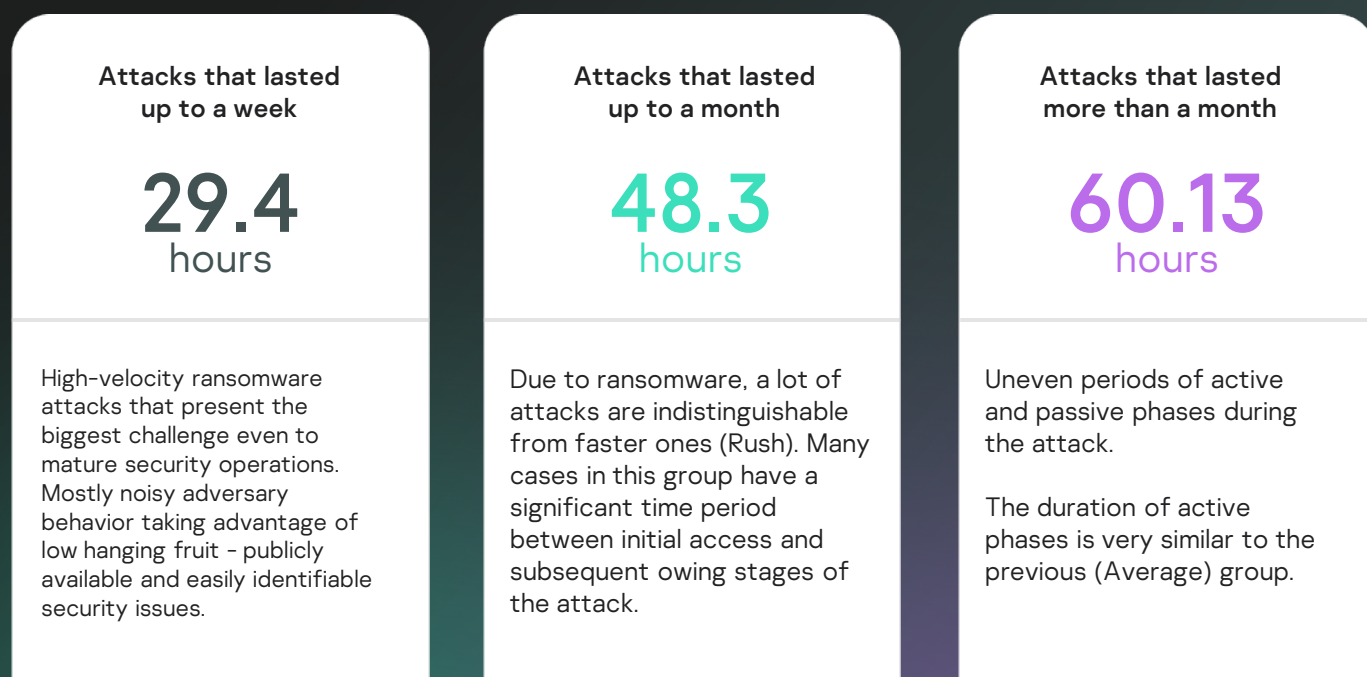 Attacks that lasted
up to a week
29.4
hours
High-velocity ransomware
attacks that present the
biggest challenge even to
mature security operations.
Mostly noisy adversary
behavior taking advantage of
low hanging fruit - publicly
available and easily identifiable
security issues.
Attacks that lasted
up to a month
48.3
hours
Due to ransomware, a lot of
attacks are indistinguishable
from faster ones (Rush). Many
cases in this group have a
significant time period
between initial access and
subsequent owing stages of
the attack.
Attacks that lasted
more than a month
60.13
hours
Uneven periods of active
and passive phases during
the attack.
The duration of active
phases is very similar to the
previous (Average) group.